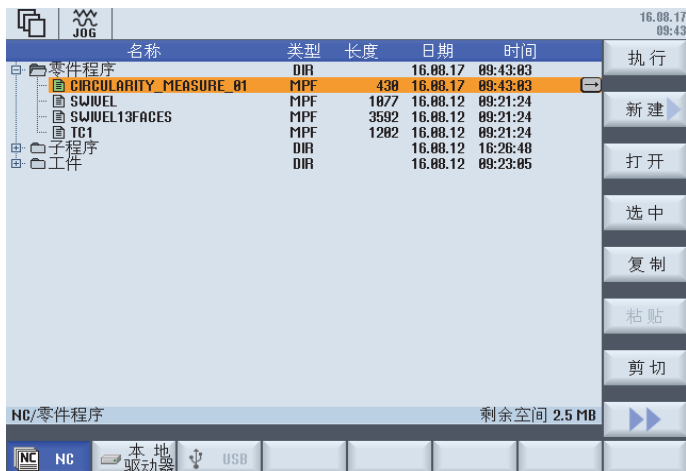 JOG
16.08.17
09:43
名称 类型 长度 日期 时间
零件程序 DIR 16.08.17 09:43:03
CIRCULARITY_MEASURE_01 MPF 430 16.08.17 09:43:03
SWIVEL MPF 1077 16.08.12 09:21:24
SWIVEL13FACES MPF 3592 16.08.12 09:21:24
TC1 MPF 1202 16.08.12 09:21:24
子程序 DIR 16.08.12 16:26:48
工件 DIR 16.08.12 09:23:05
执行
新建
打开
选中
复制
粘贴
剪切
NC/零件程序 剩余空间 2.5 MB
NC NC
本地
驱动器
USB